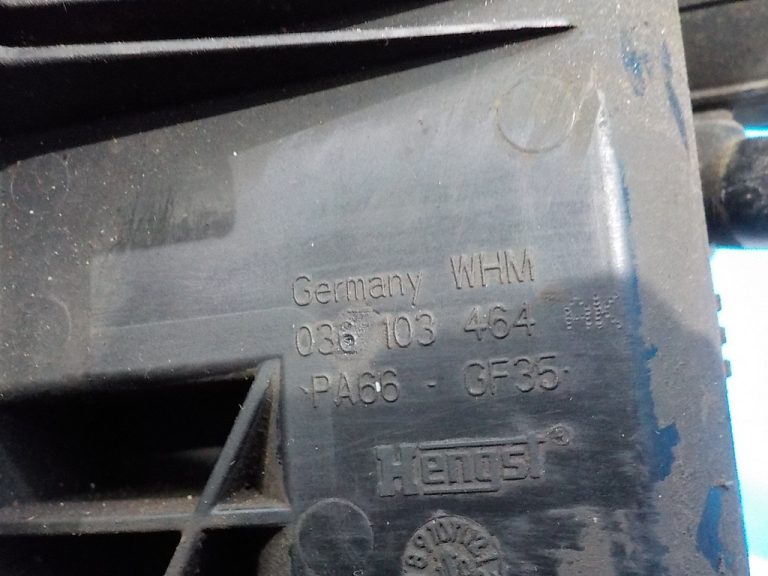 Germany WHM
036 103 464 AK
>PA66 - GF35<
Hengst®